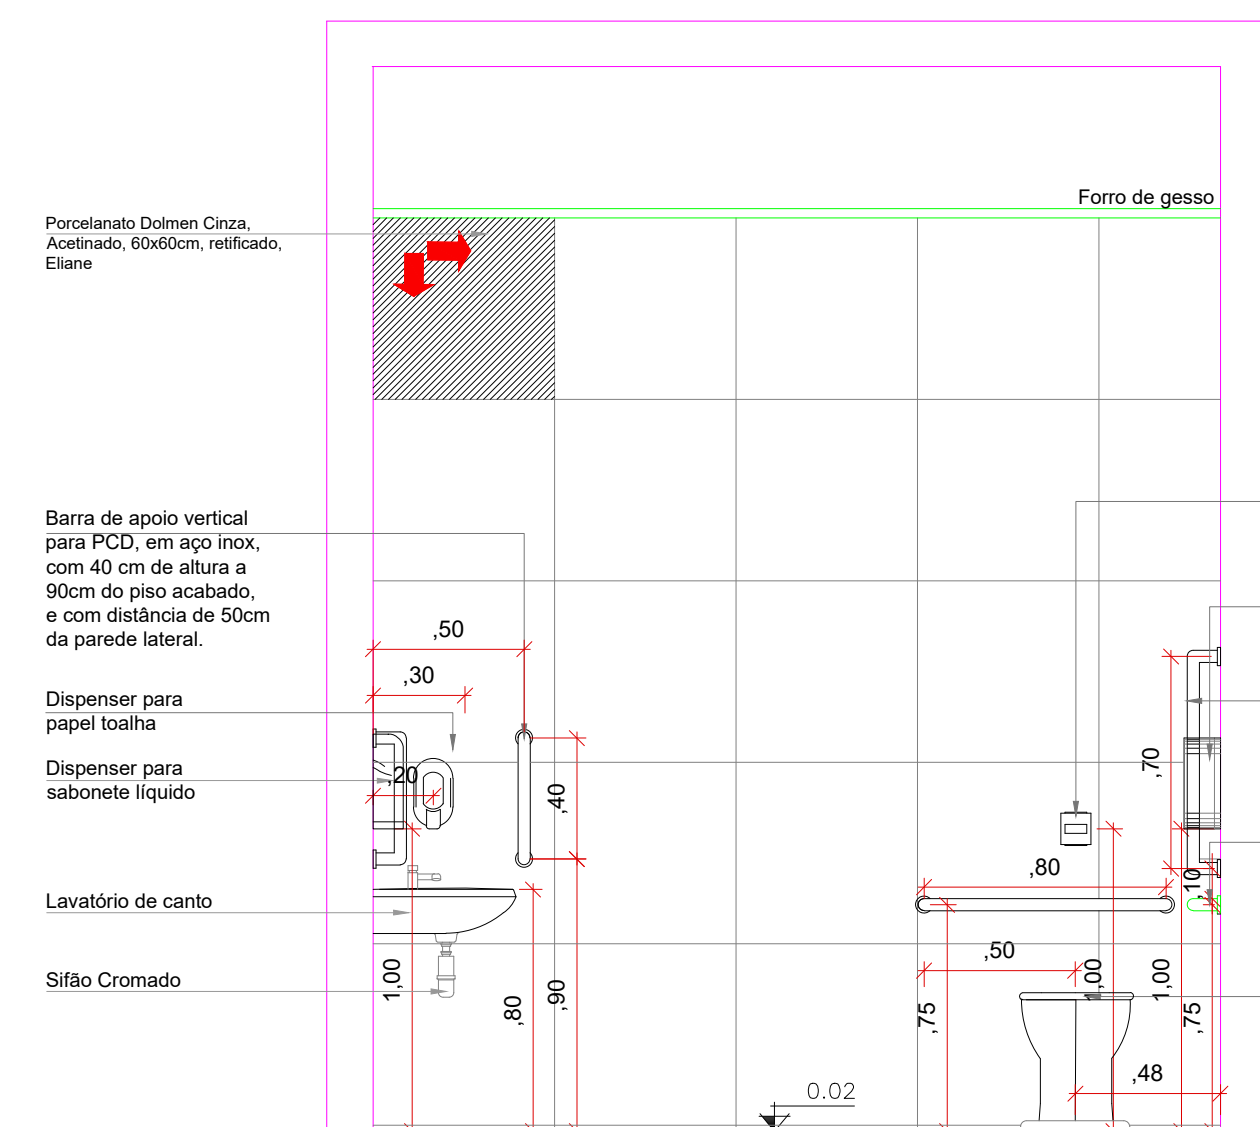 Forro de gesso
Porcelanato Dolmen Cinza,
Acetinado, 60x60cm, retificado,
Eliane
Barra de apoio vertical
para PCD, em aço inox,
com 40 cm de altura a
90cm do piso acabado,
e com distância de 50cm
da parede lateral.
,50
,30
Dispenser para
papel toalha
Dispenser para
sabonete líquido
,20
,40
,70
,80
,10
Lavatório de canto
Sifão Cromado
1,00
,80
,90
,50
,75
1,00
1,00
,75
,48
0.02